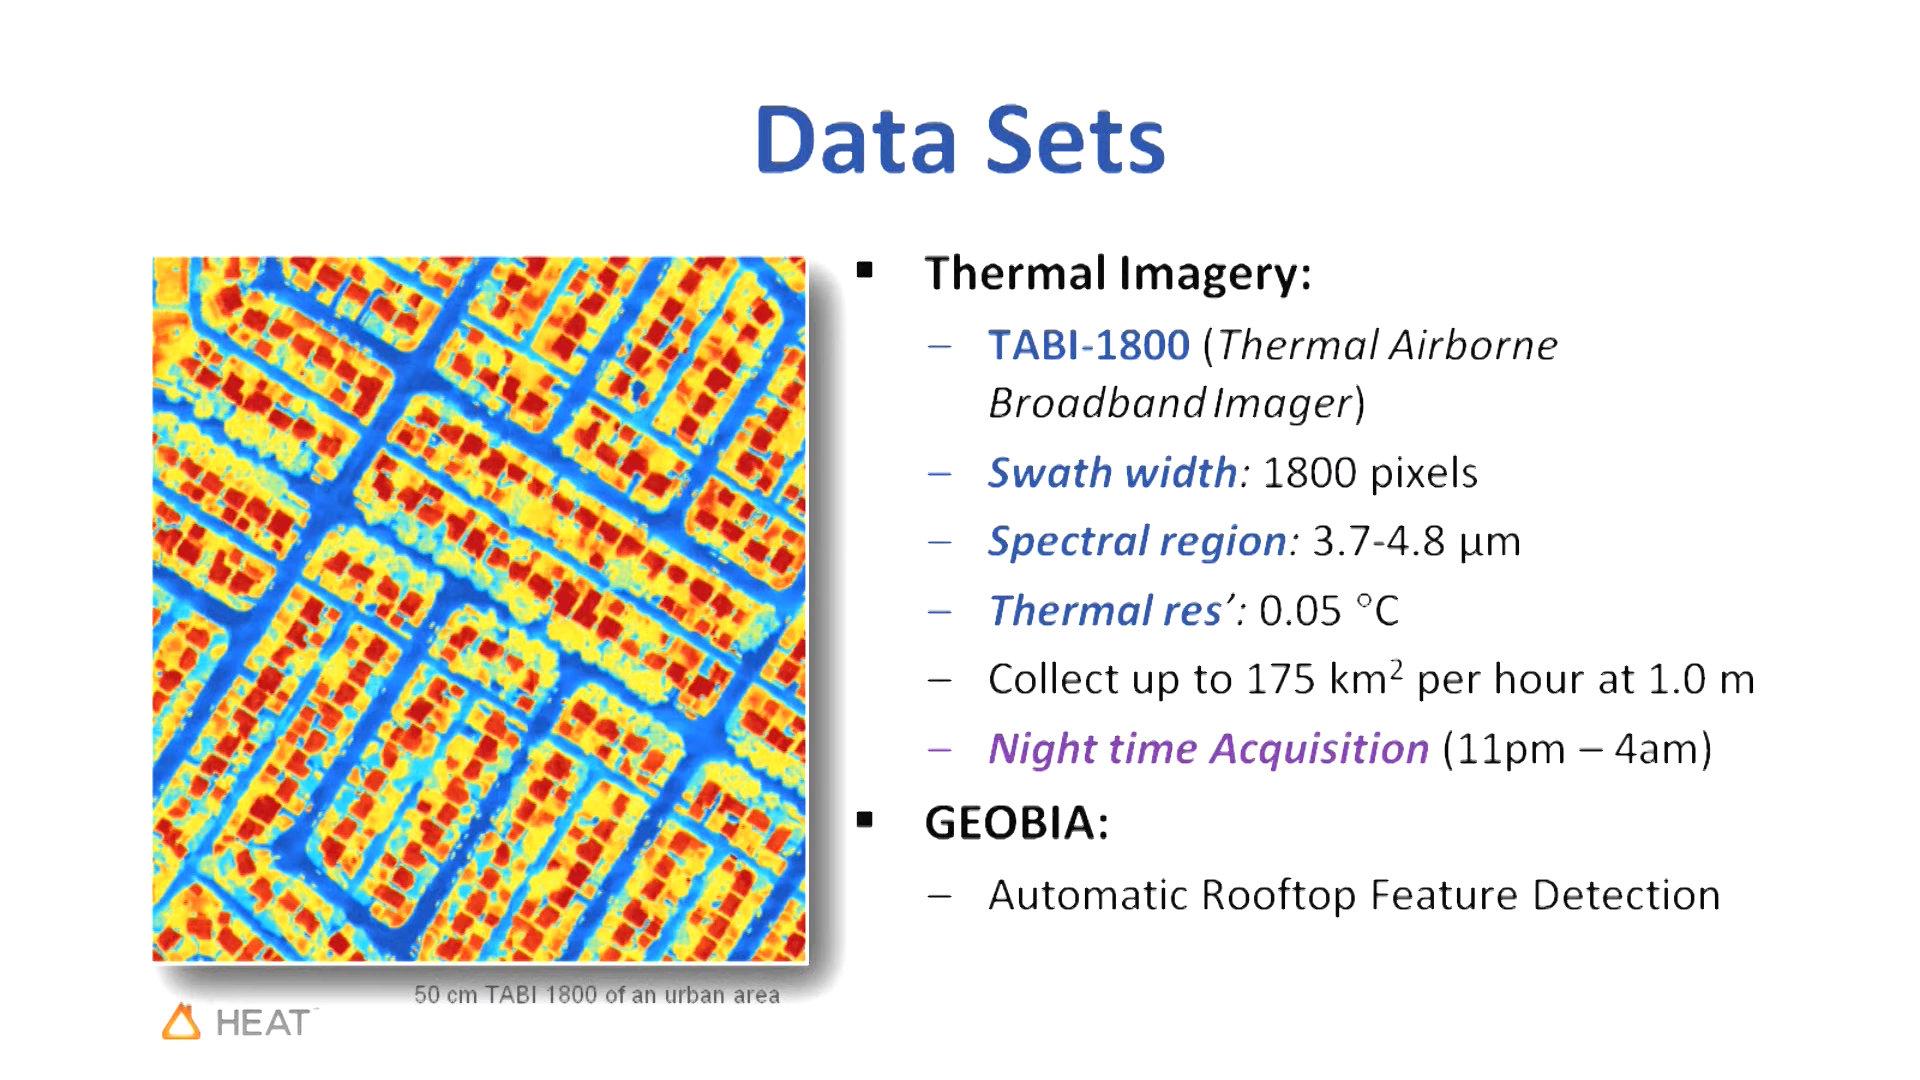 Data Sets
▪ Thermal Imagery:
– TABI-1800 (Thermal Airborne
Broadband Imager)
– Swath width: 1800 pixels
– Spectral region: 3.7-4.8 µm
– Thermal res’: 0.05 °C
– Collect up to 175 km² per hour at 1.0 m
– Night time Acquisition (11pm – 4am)
▪ GEOBIA:
– Automatic Rooftop Feature Detection
50 cm TABI 1800 of an urban area
HEAT